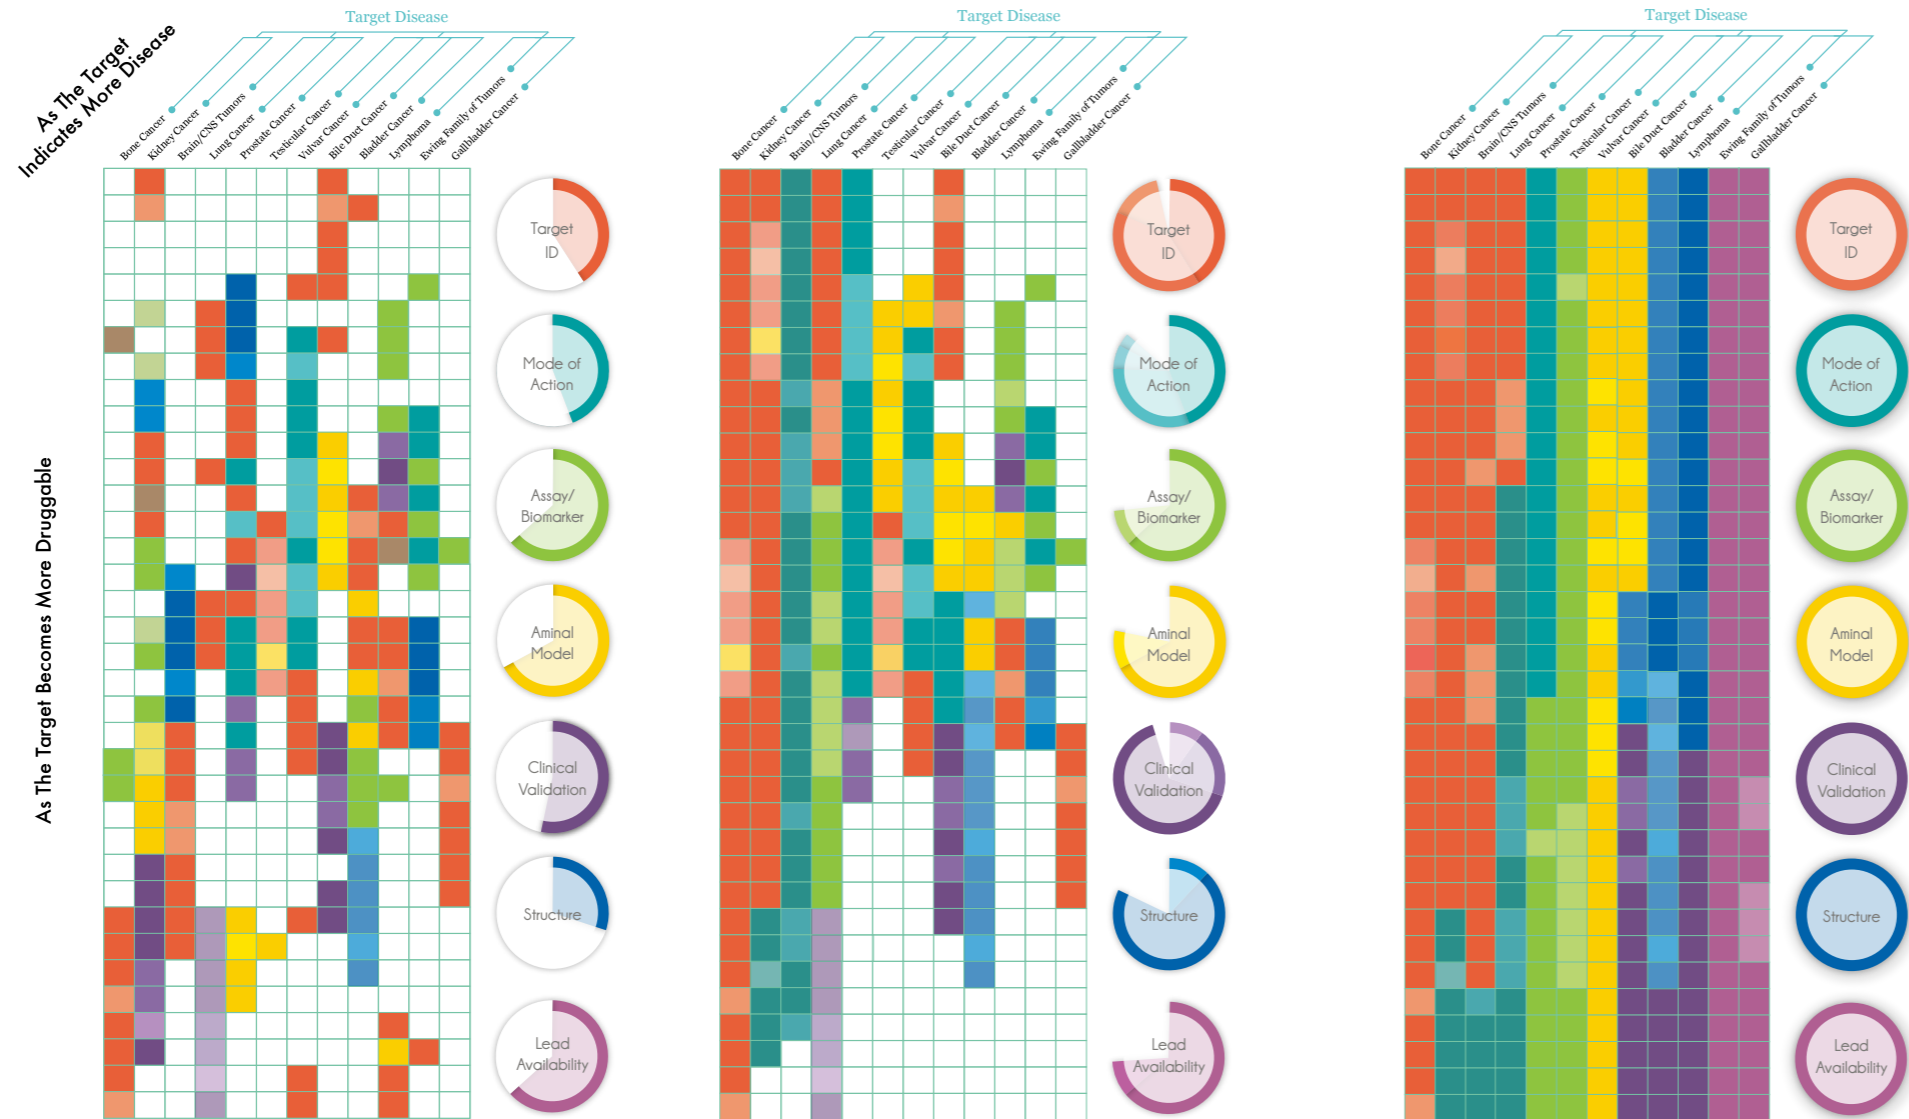 As The Target
Indicates More Disease
As The Target Becomes More Druggable
Target Disease
Bone Cancer
Kidney Cancer
Brain/CNS Tumors
Lung Cancer
Prostate Cancer
Testicular Cancer
Vulvar Cancer
Bile Duct Cancer
Bladder Cancer
Lymphoma
Ewing Family of Tumors
Gallbladder Cancer
Target
ID
Mode of
Action
Assay/
Biomarker
Aminal
Model
Clinical
Validation
Structure
Lead
Availability
Target Disease
Bone Cancer
Kidney Cancer
Brain/CNS Tumors
Lung Cancer
Prostate Cancer
Testicular Cancer
Vulvar Cancer
Bile Duct Cancer
Bladder Cancer
Lymphoma
Ewing Family of Tumors
Gallbladder Cancer
Target
ID
Mode of
Action
Assay/
Biomarker
Aminal
Model
Clinical
Validation
Structure
Lead
Availability
Target Disease
Bone Cancer
Kidney Cancer
Brain/CNS Tumors
Lung Cancer
Prostate Cancer
Testicular Cancer
Vulvar Cancer
Bile Duct Cancer
Bladder Cancer
Lymphoma
Ewing Family of Tumors
Gallbladder Cancer
Target
ID
Mode of
Action
Assay/
Biomarker
Aminal
Model
Clinical
Validation
Structure
Lead
Availability